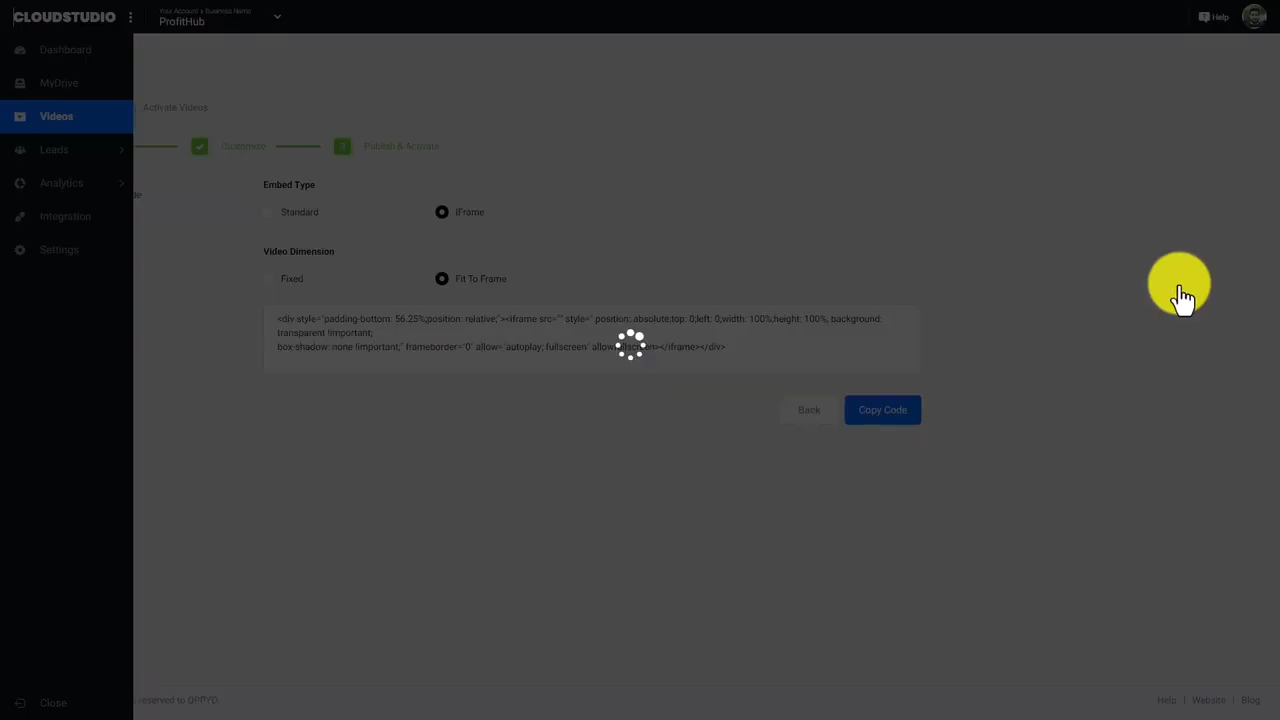 CLOUDSTUDIO
Your Account's Business Name
ProfitHub
Help
Dashboard
MyDrive
Videos
Leads
Analytics
Integration
Settings
Close
Activate Videos
Customize
3
Publish & Activate
de
Embed Type
Standard
IFrame
Video Dimension
Fixed
Fit To Frame
<div style="padding-bottom: 56.25%;position: relative;"><iframe src="" style=" position: absolute;top: 0;left: 0;width: 100%;height: 100%; background:
transparent !important;
box-shadow: none !important;" frameborder="0" allow="autoplay; fullscreen" allowfullscreen></iframe></div>
Back
Copy Code
reserved to OPPYO.
Help | Website | Blog